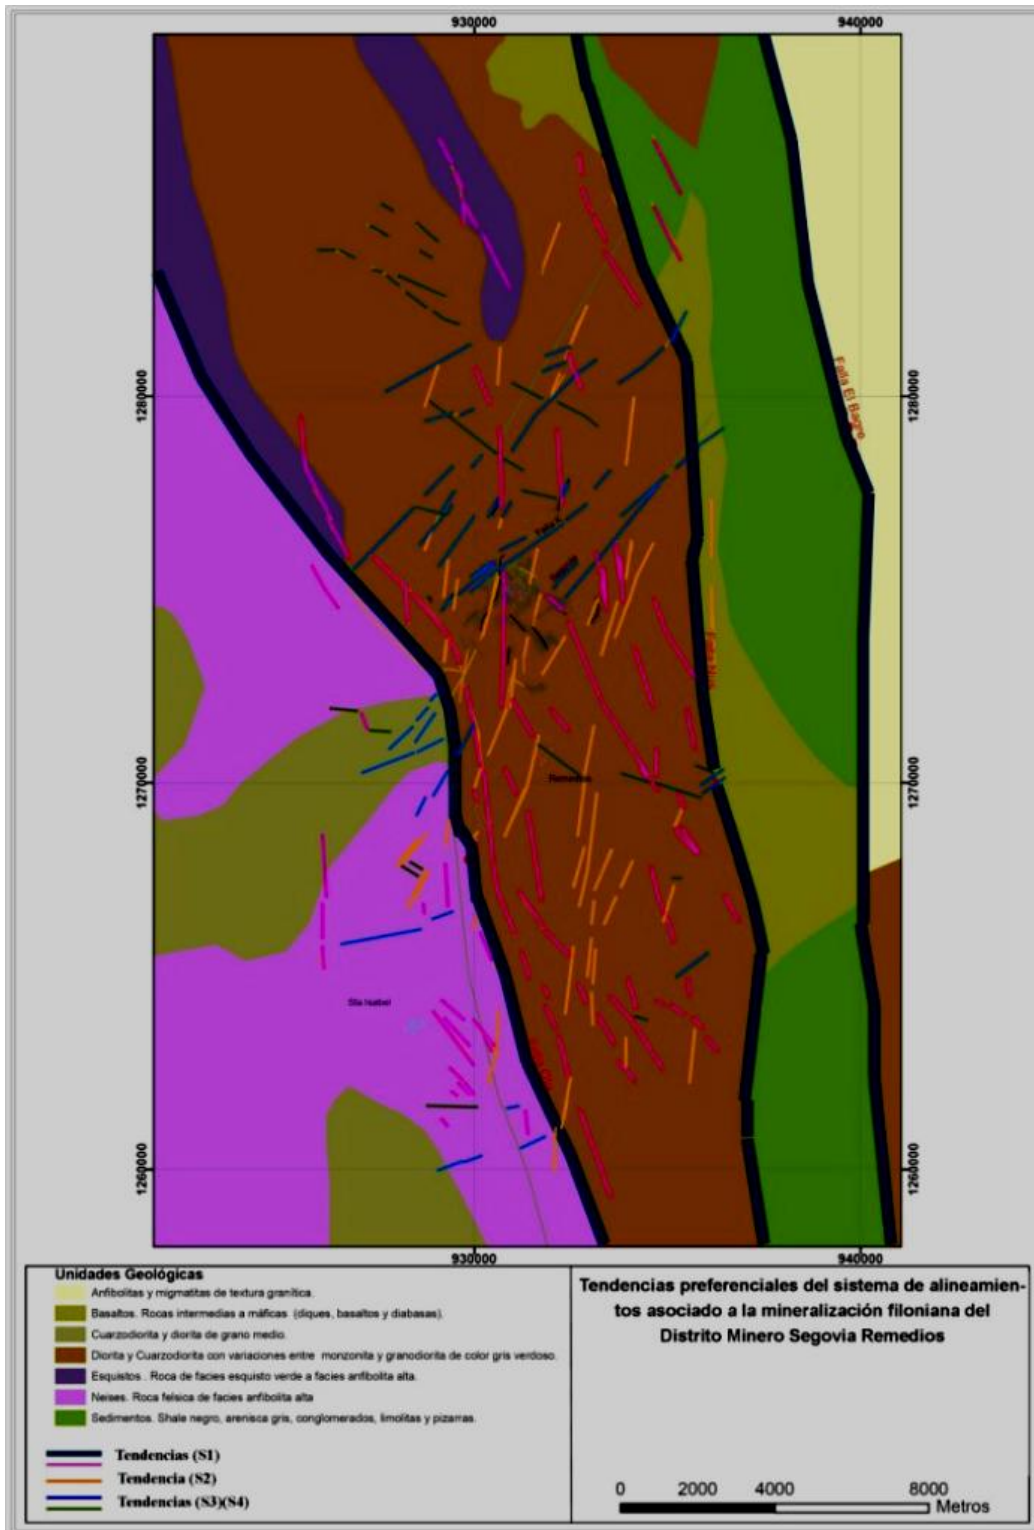 930000
940000
Falla El Bagre
1280000
1280000
Falla Nus
1270000
Remedios
1270000
Sta Isabel
Falla Otu
1260000
1260000
930000
940000
Unidades Geológicas
Anfibolitas y migmatitas de textura granítica.
Basaltos. Rocas intermedias a máficas (diques, basaltos y diabasas).
Cuarzodiorita y diorita de grano medio.
Diorita y Cuarzodiorita con variaciones entre monzonita y granodiorita de color gris verdoso.
Esquistos . Roca de facies esquisto verde a facies anfibolita alta.
Neises. Roca felsica de facies anfibolita alta
Sedimentos. Shale negro, arenisca gris, conglomerados, limolitas y pizarras.
Tendencias (S1)
Tendencia (S2)
Tendencias (S3)(S4)
Tendencias preferenciales del sistema de alineamien-
tos asociado a la mineralización filoniana del
Distrito Minero Segovia Remedios
0 2000 4000 8000
Metros